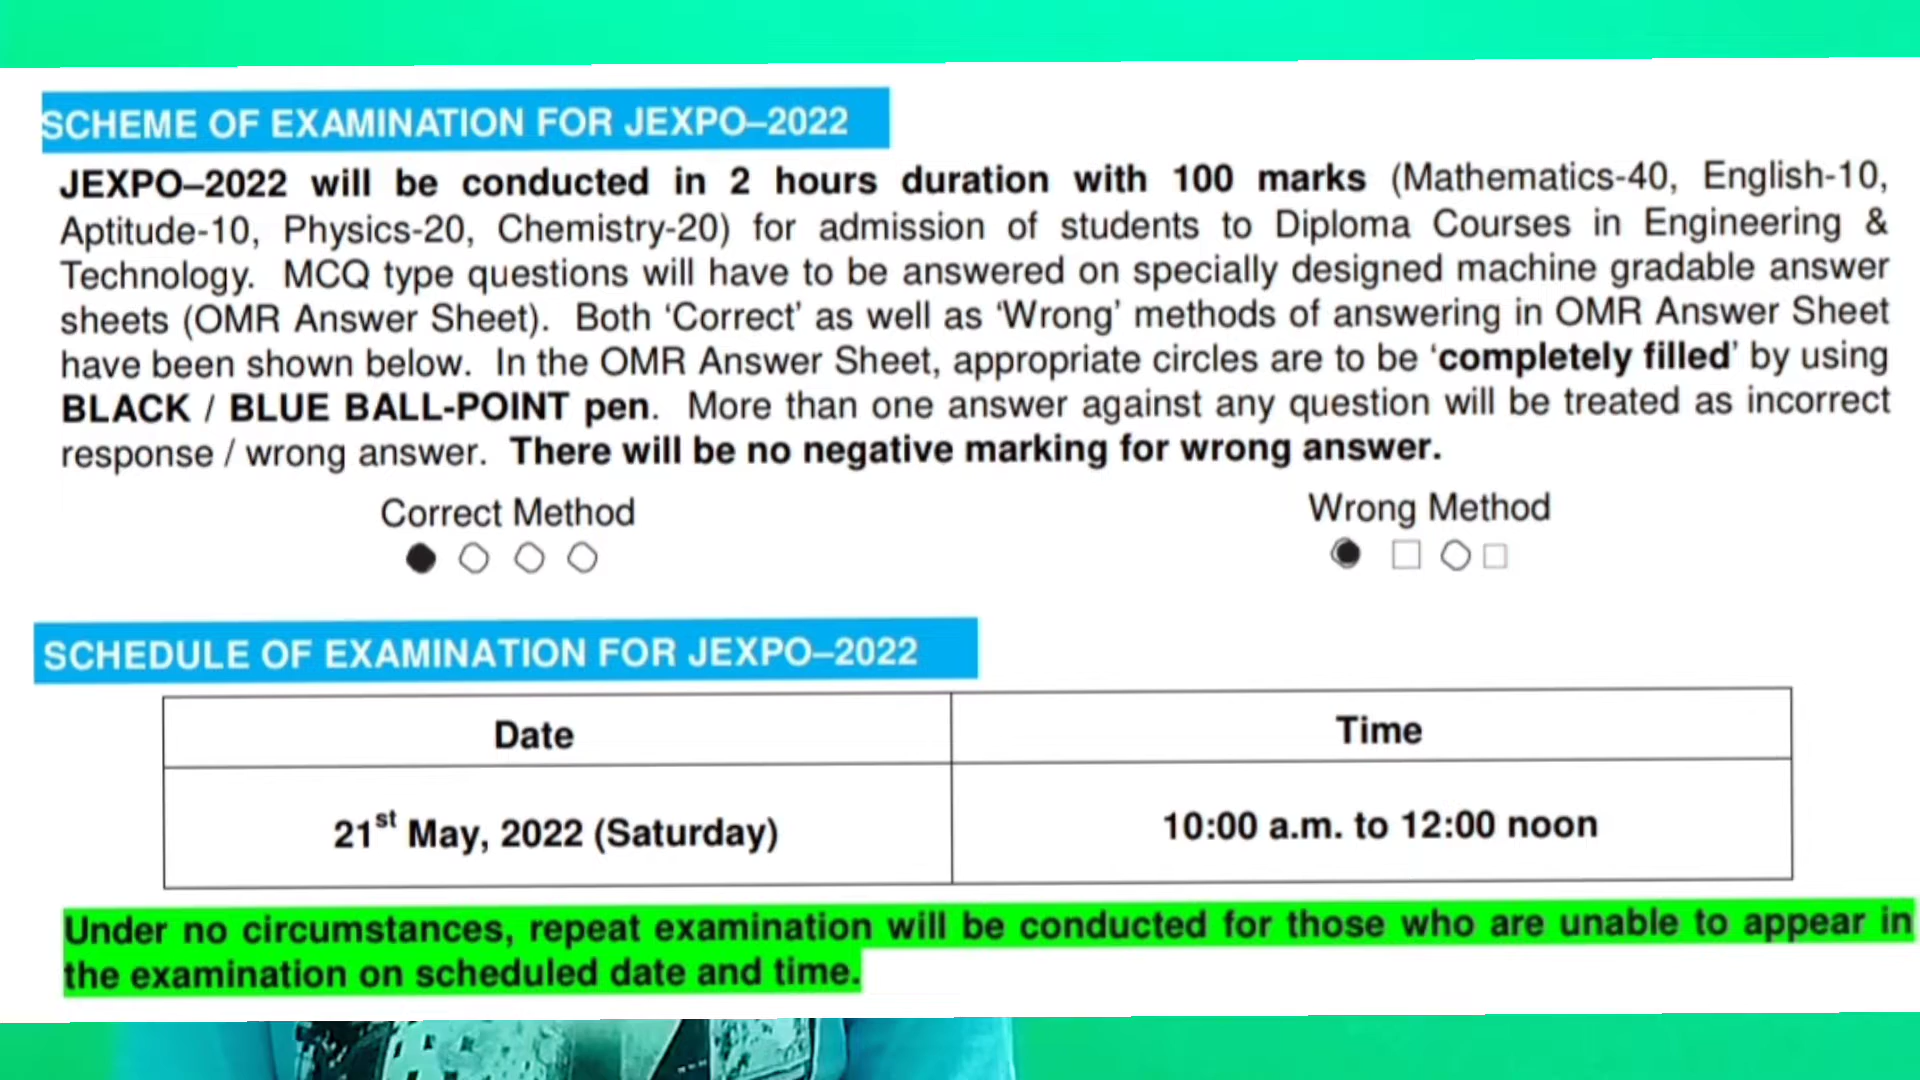 SCHEME OF EXAMINATION FOR JEXPO–2022
JEXPO–2022 will be conducted in 2 hours duration with 100 marks (Mathematics-40, English-10,
Aptitude-10, Physics-20, Chemistry-20) for admission of students to Diploma Courses in Engineering &
Technology. MCQ type questions will have to be answered on specially designed machine gradable answer
sheets (OMR Answer Sheet). Both ‘Correct’ as well as ‘Wrong’ methods of answering in OMR Answer Sheet
have been shown below. In the OMR Answer Sheet, appropriate circles are to be ‘completely filled’ by using
BLACK / BLUE BALL-POINT pen. More than one answer against any question will be treated as incorrect
response / wrong answer. There will be no negative marking for wrong answer.
Correct Method Wrong Method
SCHEDULE OF EXAMINATION FOR JEXPO–2022
Date Time
21st May, 2022 (Saturday) 10:00 a.m. to 12:00 noon
Under no circumstances, repeat examination will be conducted for those who are unable to appear in
the examination on scheduled date and time.